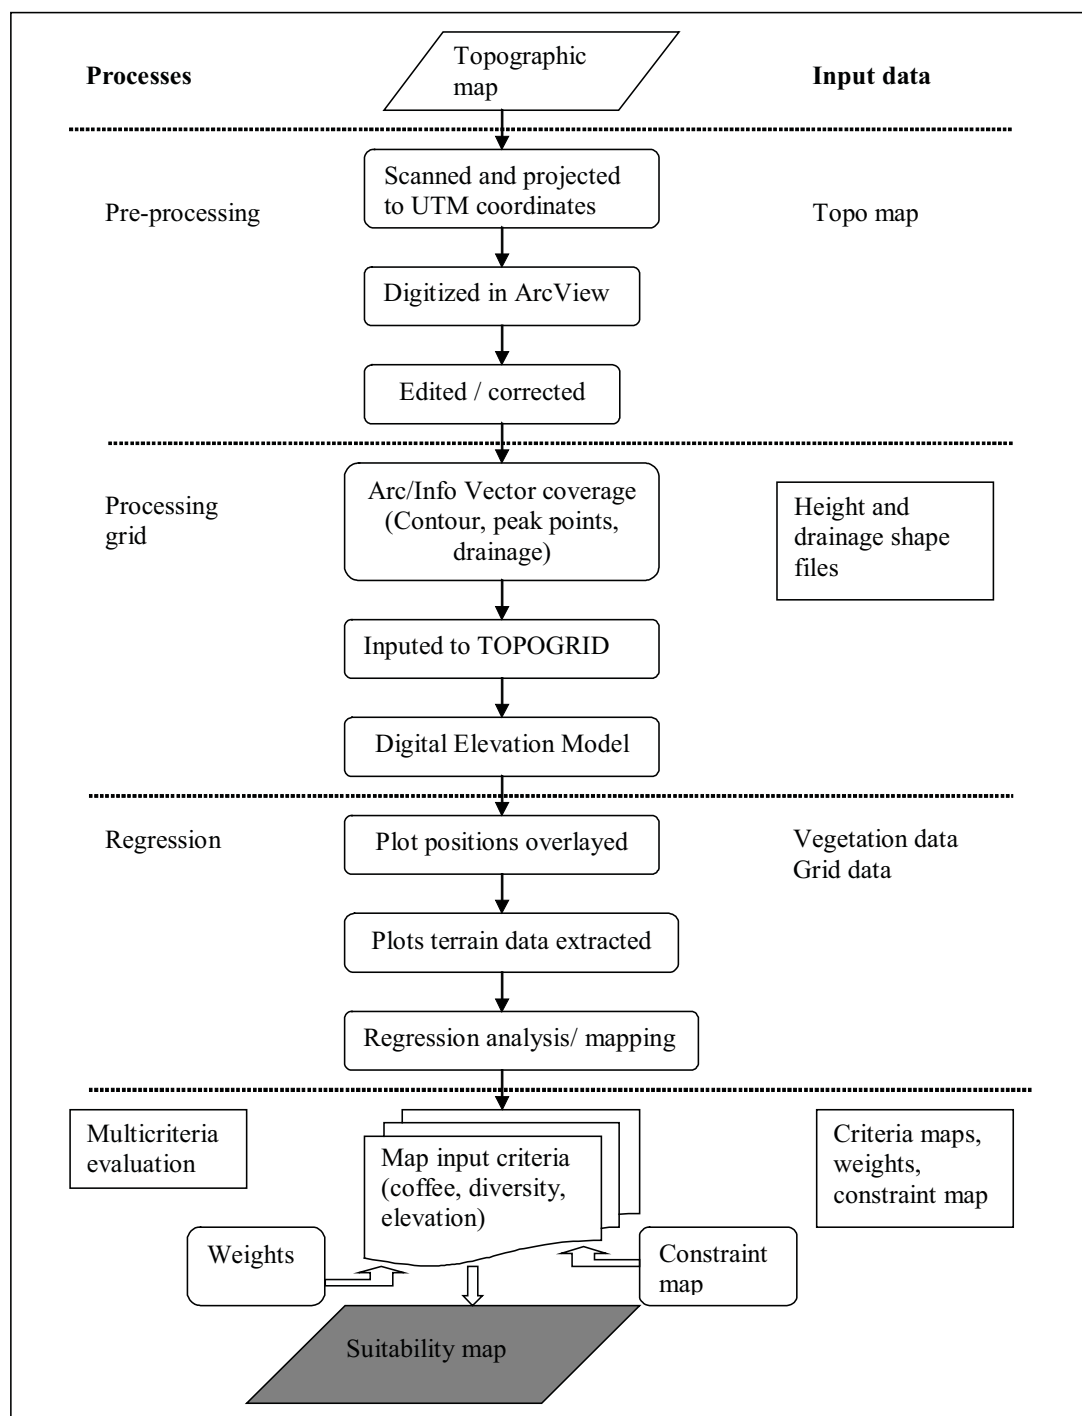 Processes
Topographic
map
Input data
Pre-processing
Scanned and projected
to UTM coordinates
Topo map
Digitized in ArcView
Edited / corrected
Processing
grid
Arc/Info Vector coverage
(Contour, peak points,
drainage)
Height and
drainage shape
files
Inputed to TOPOGRID
Digital Elevation Model
Regression
Plot positions overlayed
Vegetation data
Grid data
Plots terrain data extracted
Regression analysis/ mapping
Multicriteria
evaluation
Map input criteria
(coffee, diversity,
elevation)
Criteria maps,
weights,
constraint map
Weights
Constraint
map
Suitability map